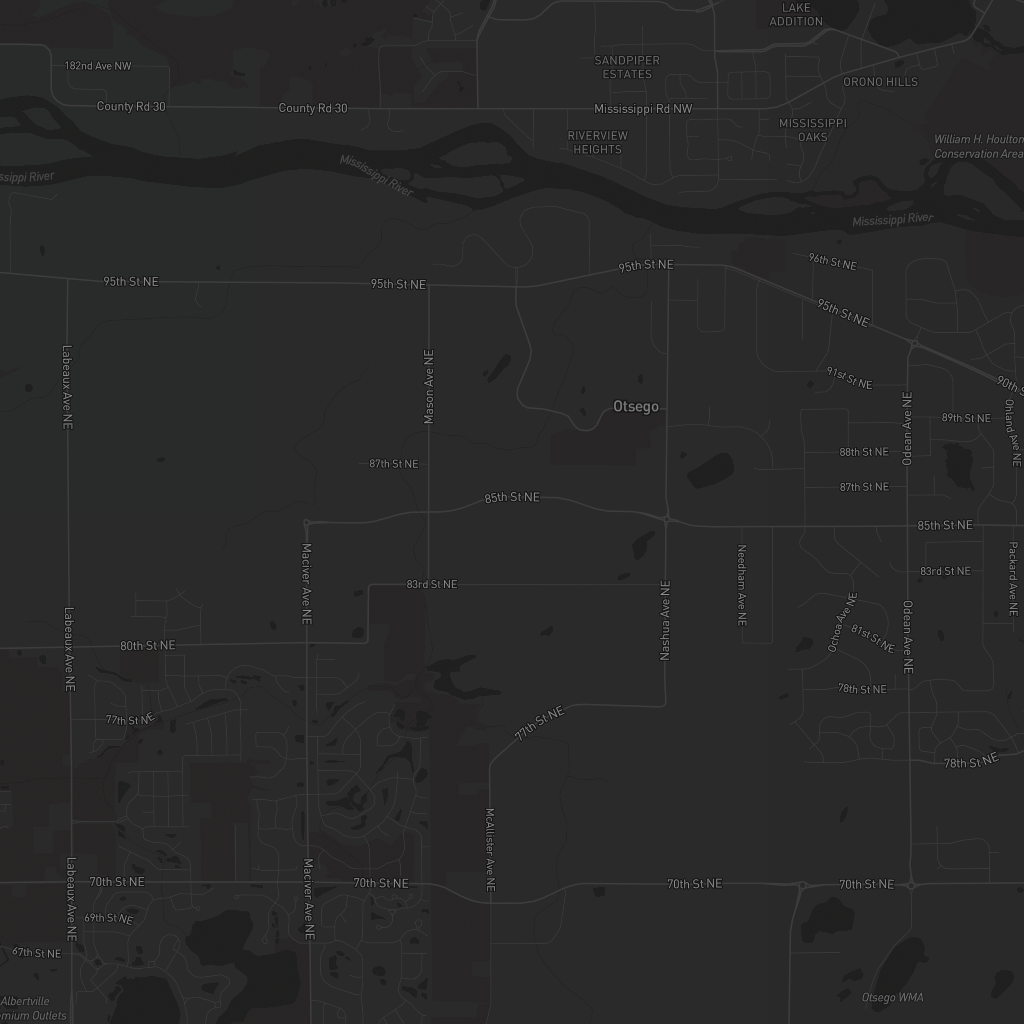 LAKE
ADDITION
SANDPIPER
ESTATES
182nd Ave NW
ORONO HILLS
County Rd 30
County Rd 30
Mississippi Rd NW
MISSISSIPPI
OAKS
RIVERVIEW
HEIGHTS
William H. Houlton
Conservation Area
Mississippi River
ssippi River
Mississippi River
96th St NE
95th St NE
95th St NE
95th St NE
95th St NE
91st St NE
90th S
Labeaux Ave NE
Mason Ave NE
Otsego
Odean Ave NE
89th St NE
Ohland Ave NE
88th St NE
87th St NE
87th St NE
85th St NE
85th St NE
Maciver Ave NE
83rd St NE
83rd St NE
Needham Ave NE
Packard Ave NE
Nashua Ave NE
Ochoa Ave NE
81st St NE
Odean Ave NE
Labeaux Ave NE
80th St NE
78th St NE
77th St NE
77th St NE
78th St NE
McAllister Ave NE
Labeaux Ave NE
70th St NE
Maciver Ave NE
70th St NE
70th St NE
70th St NE
69th St NE
67th St NE
Albertville
mium Outlets
Otsego WMA